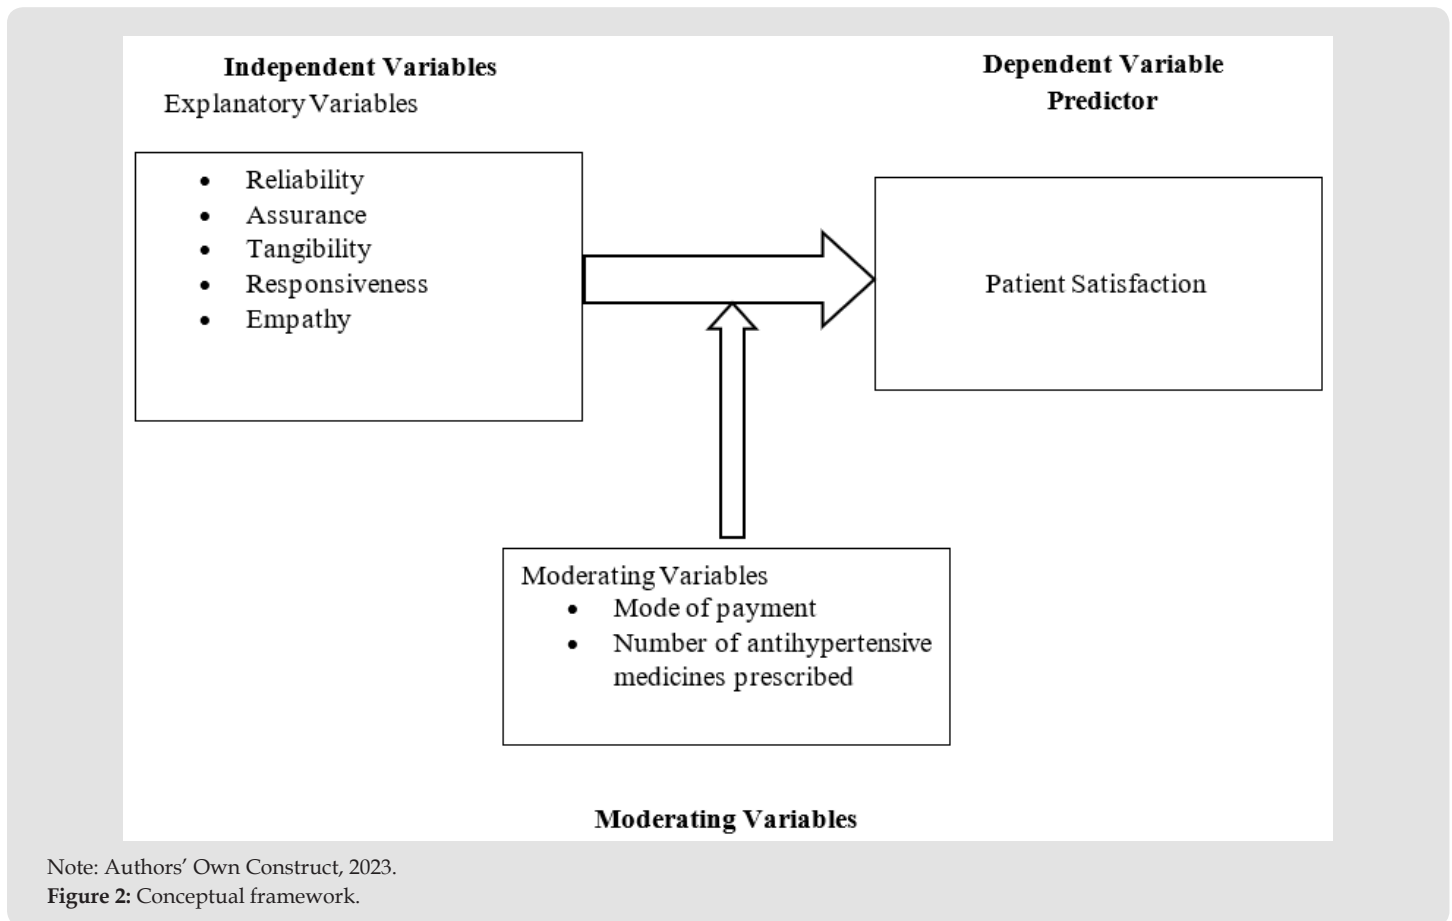 Independent Variables
Explanatory Variables
• Reliability
• Assurance
• Tangibility
• Responsiveness
• Empathy
Dependent Variable
Predictor
Patient Satisfaction
Moderating Variables
• Mode of payment
• Number of antihypertensive
medicines prescribed
Moderating Variables
Note: Authors’ Own Construct, 2023.
Figure 2: Conceptual framework.